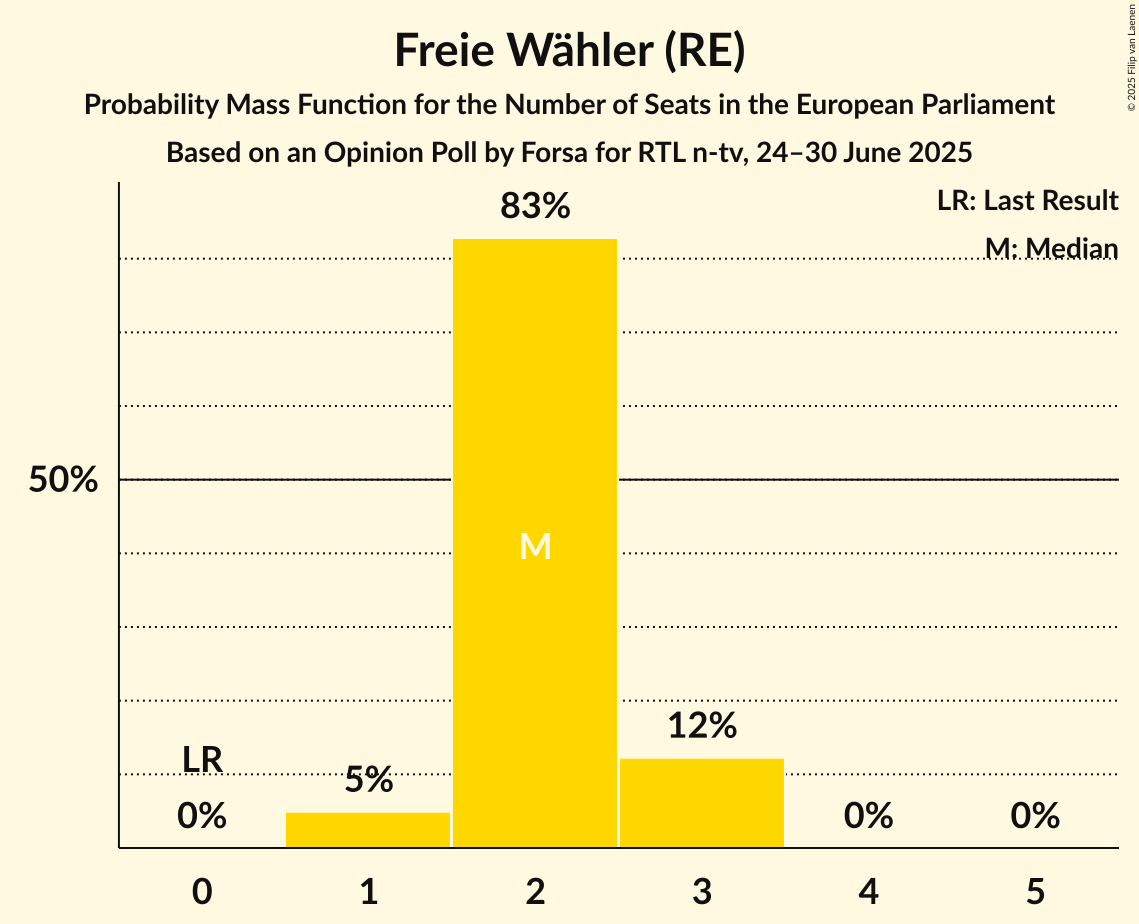 Freie Wähler (RE)
Probability Mass Function for the Number of Seats in the European Parliament
Based on an Opinion Poll by Forsa for RTL n-tv, 24–30 June 2025
© 2025 Filip van Laenen
LR: Last Result
M: Median
83%
50%
M
12%
LR
5%
0%
0%
0%
0
1
2
3
4
5